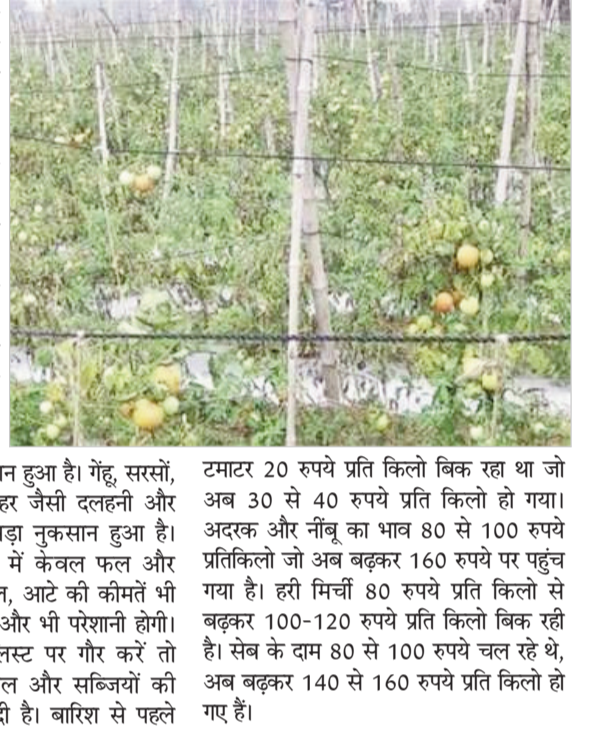 हुआ है। गेंहू, सरसों,
जैसी दलहनी और
नुकसान हुआ है।
में केवल फल और
आटे की कीमतें भी
और भी परेशानी होगी।
पर गौर करें तो
और सब्जियों की
है। बारिश से पहले
टमाटर 20 रुपये प्रति किलो बिक रहा था जो
अब 30 से 40 रुपये प्रति किलो हो गया।
अदरक और नींबू का भाव 80 से 100 रुपये
प्रतिकिलो जो अब बढ़कर 160 रुपये पर पहुंच
गया है। हरी मिर्ची 80 रुपये प्रति किलो से
बढ़कर 100-120 रुपये प्रति किलो बिक रही
है। सेब के दाम 80 से 100 रुपये चल रहे थे,
अब बढ़कर 140 से 160 रुपये प्रति किलो हो
गए हैं।